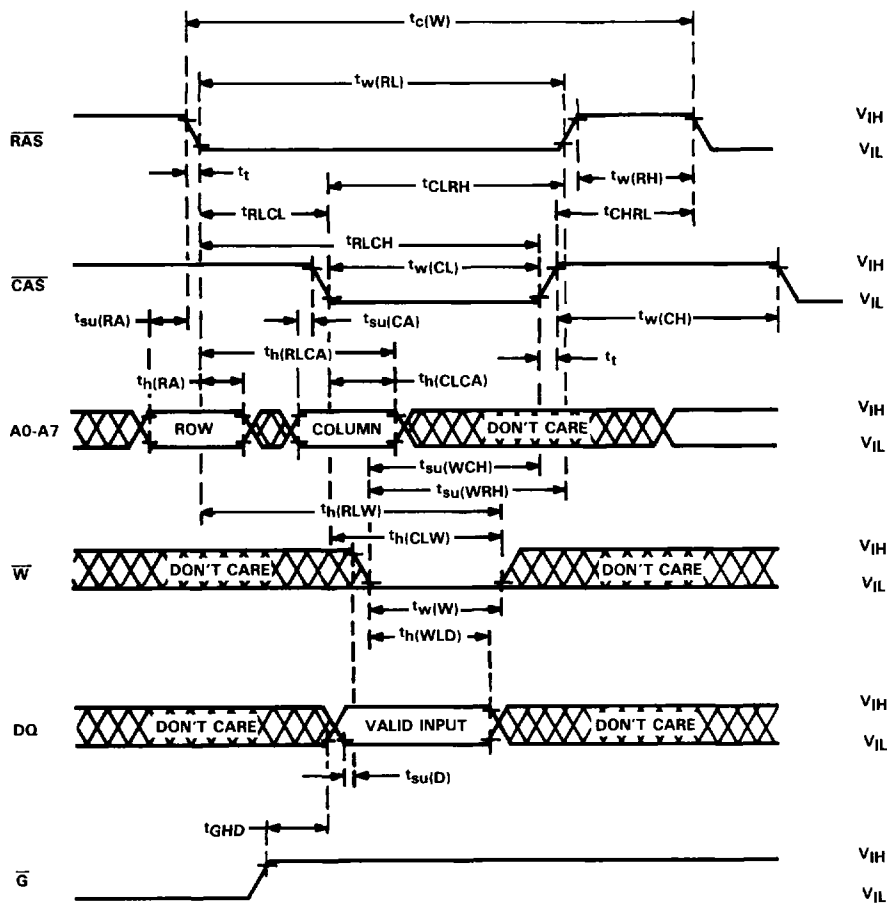 tc(W)
tw(RL)
RAS
VIH
VIL
tt
tCLRH
tw(RH)
tRLCL
tCHRL
tRLCH
CAS
tw(CL)
VIH
VIL
tsu(RA)
tsu(CA)
tw(CH)
th(RLCA)
tt
th(RA)
th(CLCA)
A0-A7
ROW
COLUMN
DON'T CARE
VIH
VIL
tsu(WCH)
tsu(WRH)
th(RLW)
th(CLW)
W
DON'T CARE
DON'T CARE
VIH
VIL
tw(W)
th(WLD)
DQ
DON'T CARE
VALID INPUT
DON'T CARE
VIH
VIL
tsu(D)
tGHD
G
VIH
VIL